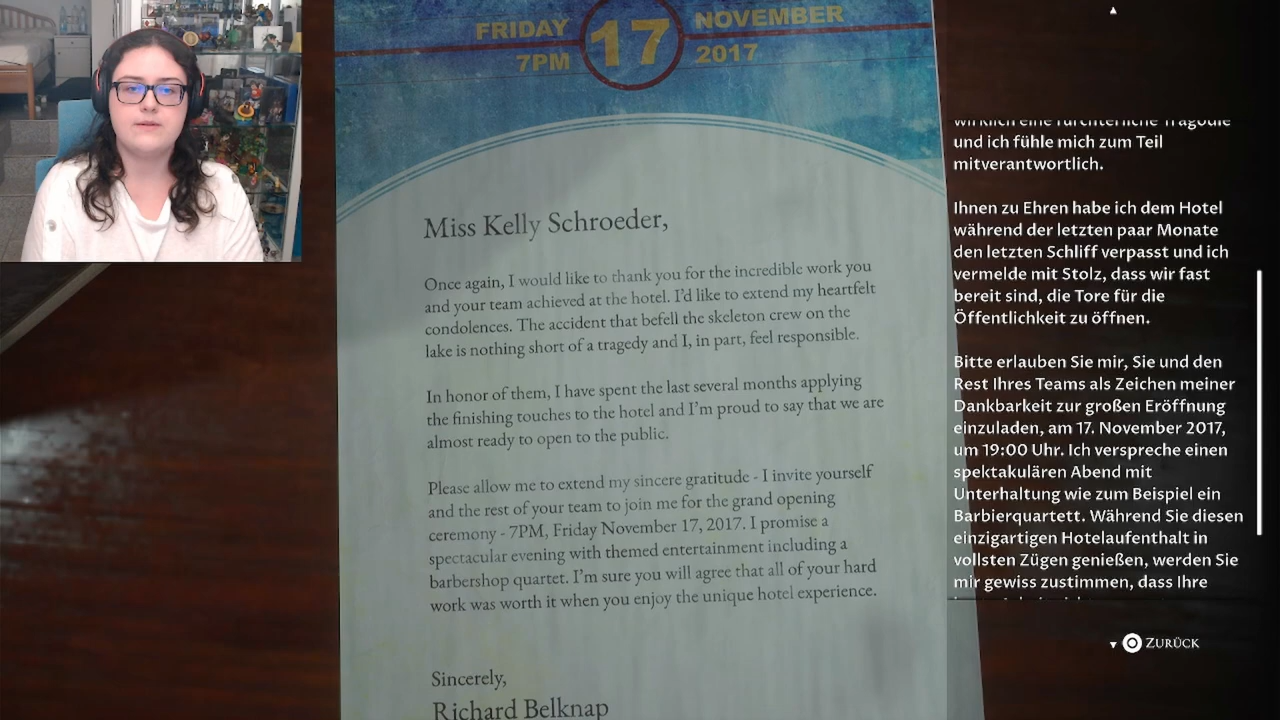 FRIDAY 17 NOVEMBER
7PM 2017
Miss Kelly Schroeder,
Once again, I would like to thank you for the incredible work you
and your team achieved at the hotel. I'd like to extend my heartfelt
condolences. The accident that befell the skeleton crew on the
lake is nothing short of a tragedy and I, in part, feel responsible.
In honor of them, I have spent the last several months applying
the finishing touches to the hotel and I'm proud to say that we are
almost ready to open to the public.
Please allow me to extend my sincere gratitude - I invite yourself
and the rest of your team to join me for the grand opening
ceremony - 7PM, Friday November 17, 2017. I promise a
spectacular evening with themed entertainment including a
barbershop quartet. I'm sure you will agree that all of your hard
work was worth it when you enjoy the unique hotel experience.
Sincerely,
Richard Belknap
wirklich eine fürchterliche Tragödie
und ich fühle mich zum Teil
mitverantwortlich.
Ihnen zu Ehren habe ich dem Hotel
während der letzten paar Monate
den letzten Schliff verpasst und ich
vermelde mit Stolz, dass wir fast
bereit sind, die Tore für die
Öffentlichkeit zu öffnen.
Bitte erlauben Sie mir, Sie und den
Rest Ihres Teams als Zeichen meiner
Dankbarkeit zur großen Eröffnung
einzuladen, am 17. November 2017,
um 19:00 Uhr. Ich verspreche einen
spektakulären Abend mit
Unterhaltung wie zum Beispiel ein
Barbierquartett. Während Sie diesen
einzigartigen Hotelaufenthalt in
vollsten Zügen genießen, werden Sie
mir gewiss zustimmen, dass Ihre
ZURÜCK